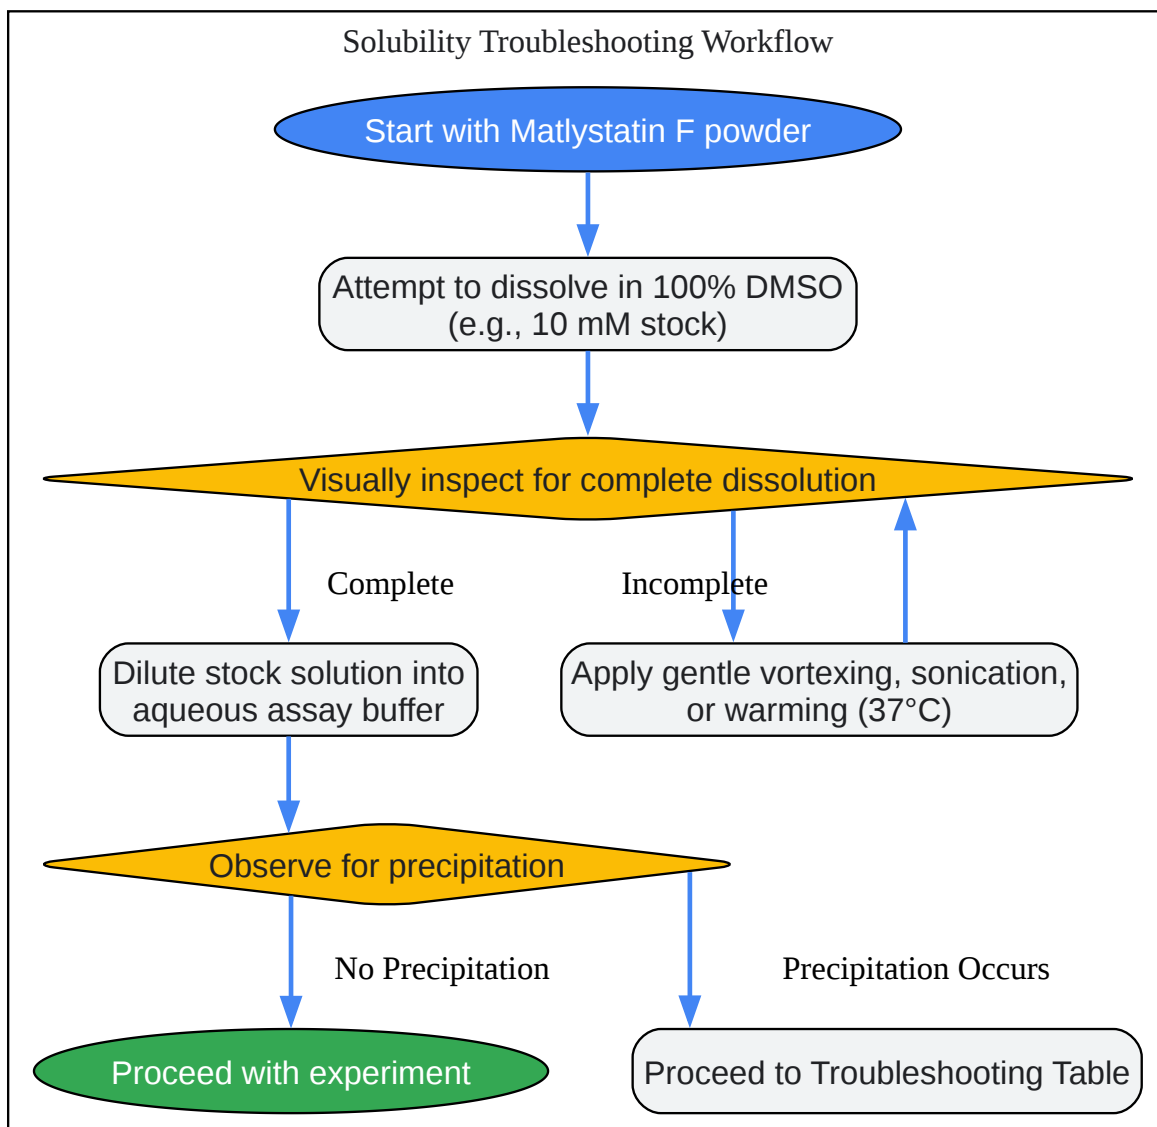 Solubility Troubleshooting Workflow
Start with Matlystatin F powder
Attempt to dissolve in 100% DMSO
(e.g., 10 mM stock)
Visually inspect for complete dissolution
Complete
Incomplete
Dilute stock solution into
aqueous assay buffer
Apply gentle vortexing, sonication,
or warming (37°C)
Observe for precipitation
No Precipitation
Precipitation Occurs
Proceed with experiment
Proceed to Troubleshooting Table